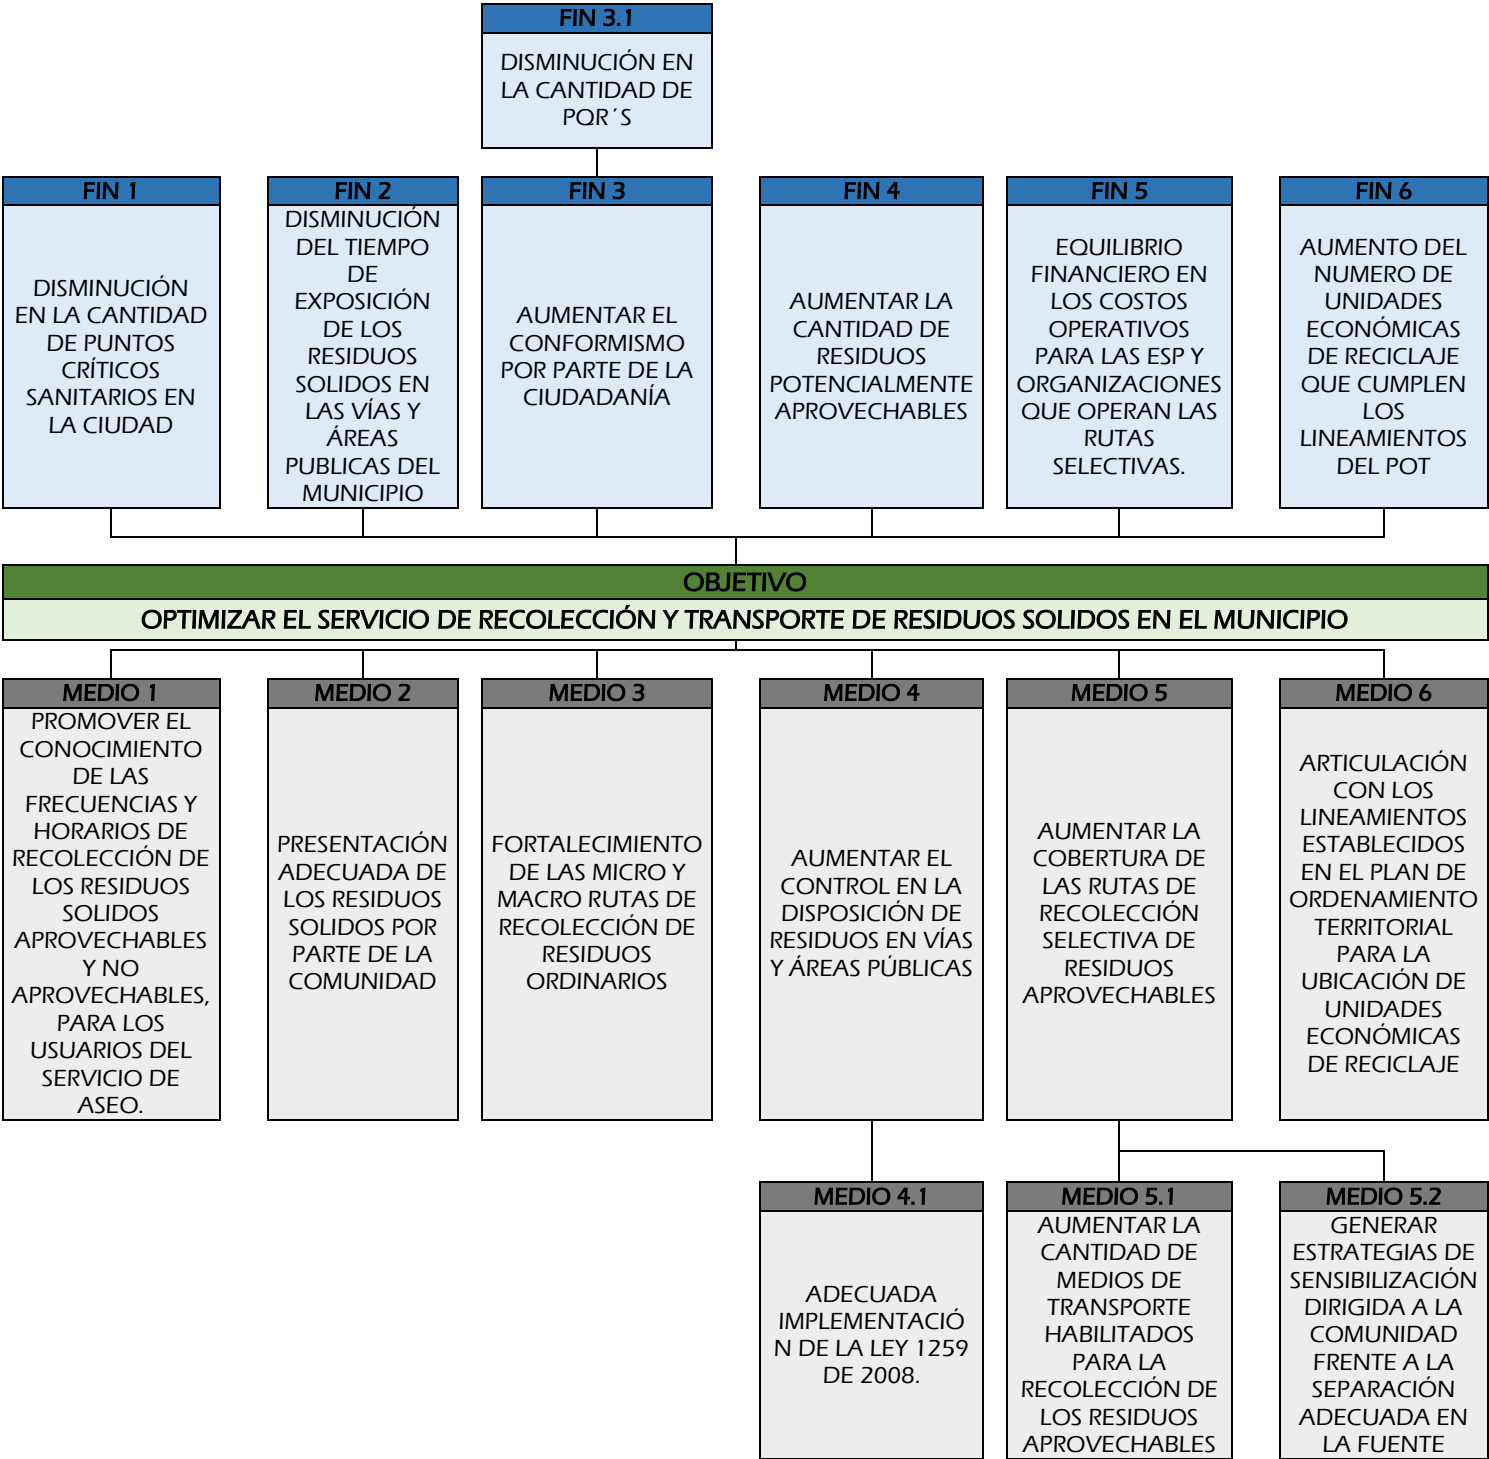 FIN 3.1
DISMINUCIÓN EN
LA CANTIDAD DE
PQR´S
FIN 1
DISMINUCIÓN
EN LA CANTIDAD
DE PUNTOS
CRÍTICOS
SANITARIOS EN
LA CIUDAD
FIN 2
DISMINUCIÓN
DEL TIEMPO
DE
EXPOSICIÓN
DE LOS
RESIDUOS
SOLIDOS EN
LAS VÍAS Y
ÁREAS
PUBLICAS DEL
MUNICIPIO
FIN 3
AUMENTAR EL
CONFORMISMO
POR PARTE DE LA
CIUDADANÍA
FIN 4
AUMENTAR LA
CANTIDAD DE
RESIDUOS
POTENCIALMENTE
APROVECHABLES
FIN 5
EQUILIBRIO
FINANCIERO EN
LOS COSTOS
OPERATIVOS
PARA LAS ESP Y
ORGANIZACIONES
QUE OPERAN LAS
RUTAS
SELECTIVAS.
FIN 6
AUMENTO DEL
NUMERO DE
UNIDADES
ECONÓMICAS
DE RECICLAJE
QUE CUMPLEN
LOS
LINEAMIENTOS
DEL POT
OBJETIVO
OPTIMIZAR EL SERVICIO DE RECOLECCIÓN Y TRANSPORTE DE RESIDUOS SOLIDOS EN EL MUNICIPIO
MEDIO 1
PROMOVER EL
CONOCIMIENTO
DE LAS
FRECUENCIAS Y
HORARIOS DE
RECOLECCIÓN DE
LOS RESIDUOS
SOLIDOS
APROVECHABLES
Y NO
APROVECHABLES,
PARA LOS
USUARIOS DEL
SERVICIO DE
ASEO.
MEDIO 2
PRESENTACIÓN
ADECUADA DE
LOS RESIDUOS
SOLIDOS POR
PARTE DE LA
COMUNIDAD
MEDIO 3
FORTALECIMIENTO
DE LAS MICRO Y
MACRO RUTAS DE
RECOLECCIÓN DE
RESIDUOS
ORDINARIOS
MEDIO 4
AUMENTAR EL
CONTROL EN LA
DISPOSICIÓN DE
RESIDUOS EN VÍAS
Y ÁREAS PÚBLICAS
MEDIO 5
AUMENTAR LA
COBERTURA DE
LAS RUTAS DE
RECOLECCIÓN
SELECTIVA DE
RESIDUOS
APROVECHABLES
MEDIO 6
ARTICULACIÓN
CON LOS
LINEAMIENTOS
ESTABLECIDOS
EN EL PLAN DE
ORDENAMIENTO
TERRITORIAL
PARA LA
UBICACIÓN DE
UNIDADES
ECONÓMICAS
DE RECICLAJE
MEDIO 4.1
ADECUADA
IMPLEMENTACIÓ
N DE LA LEY 1259
DE 2008.
MEDIO 5.1
AUMENTAR LA
CANTIDAD DE
MEDIOS DE
TRANSPORTE
HABILITADOS
PARA LA
RECOLECCIÓN DE
LOS RESIDUOS
APROVECHABLES
MEDIO 5.2
GENERAR
ESTRATEGIAS DE
SENSIBILIZACIÓN
DIRIGIDA A LA
COMUNIDAD
FRENTE A LA
SEPARACIÓN
ADECUADA EN
LA FUENTE